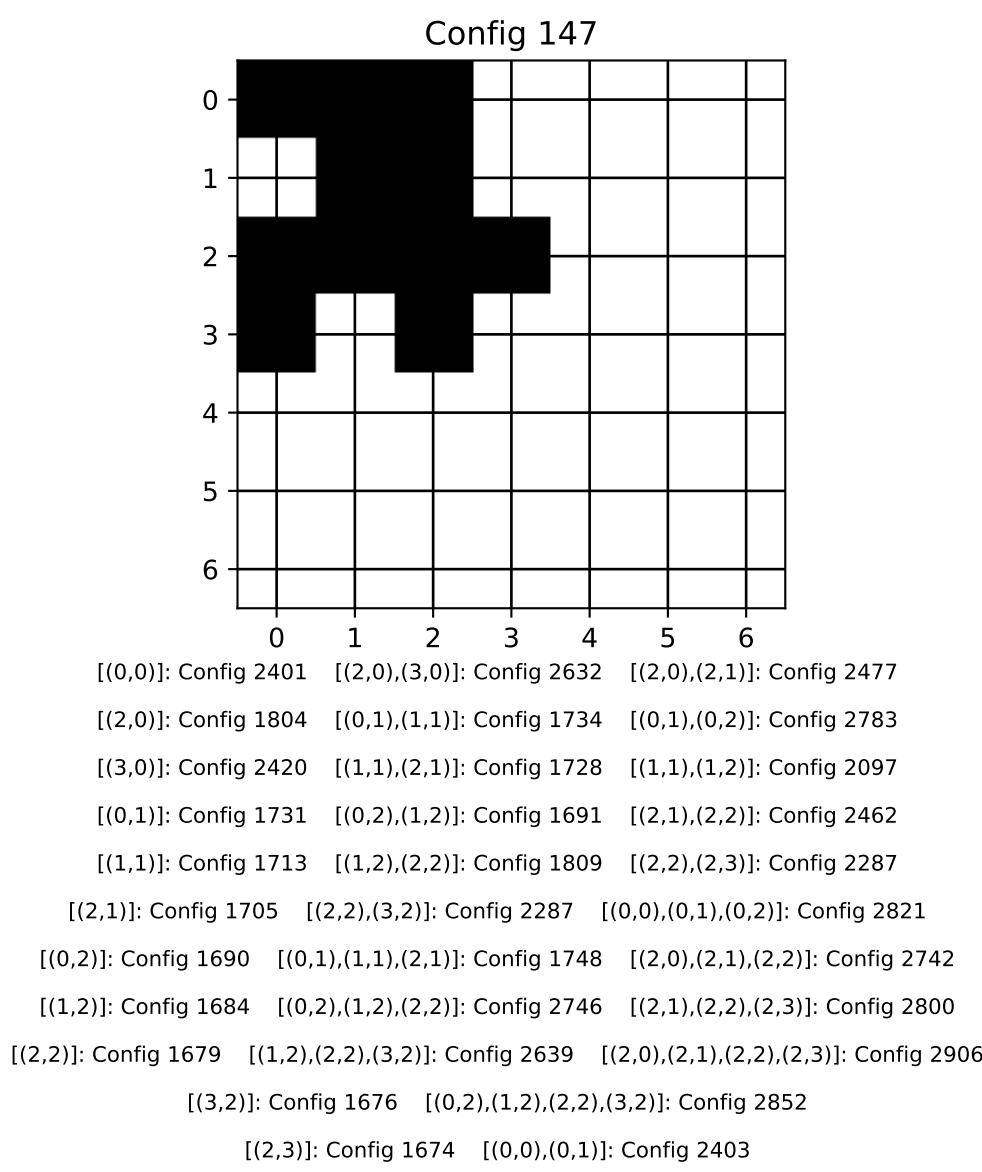 Config 147
0
1
2
3
4
5
6
0 1 2 3 4 5 6
[(0,0)]: Config 2401 [(2,0),(3,0)]: Config 2632 [(2,0),(2,1)]: Config 2477
[(2,0)]: Config 1804 [(0,1),(1,1)]: Config 1734 [(0,1),(0,2)]: Config 2783
[(3,0)]: Config 2420 [(1,1),(2,1)]: Config 1728 [(1,1),(1,2)]: Config 2097
[(0,1)]: Config 1731 [(0,2),(1,2)]: Config 1691 [(2,1),(2,2)]: Config 2462
[(1,1)]: Config 1713 [(1,2),(2,2)]: Config 1809 [(2,2),(2,3)]: Config 2287
[(2,1)]: Config 1705 [(2,2),(3,2)]: Config 2287 [(0,0),(0,1),(0,2)]: Config 2821
[(0,2)]: Config 1690 [(0,1),(1,1),(2,1)]: Config 1748 [(2,0),(2,1),(2,2)]: Config 2742
[(1,2)]: Config 1684 [(0,2),(1,2),(2,2)]: Config 2746 [(2,1),(2,2),(2,3)]: Config 2800
[(2,2)]: Config 1679 [(1,2),(2,2),(3,2)]: Config 2639 [(2,0),(2,1),(2,2),(2,3)]: Config 2906
[(3,2)]: Config 1676 [(0,2),(1,2),(2,2),(3,2)]: Config 2852
[(2,3)]: Config 1674 [(0,0),(0,1)]: Config 2403